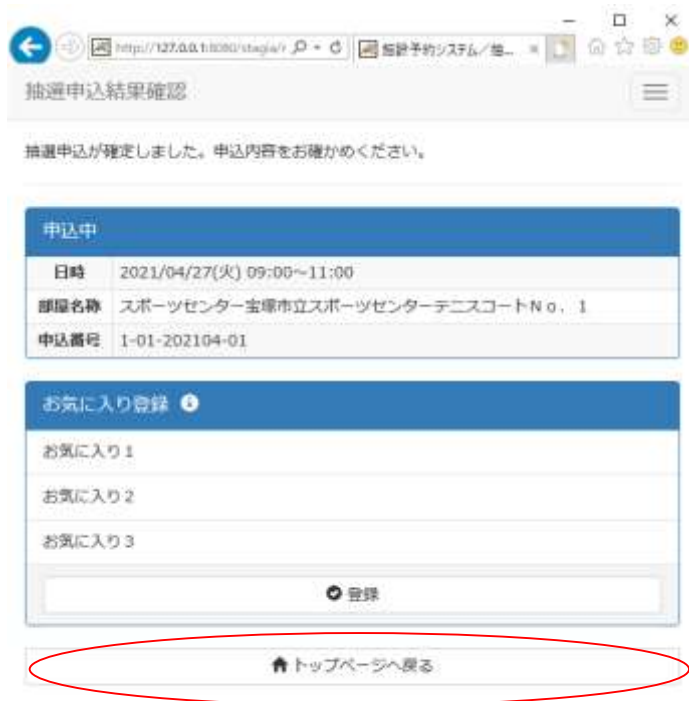 http://127.0.0.1:8080/stagia/r
施設予約システム／抽...
抽選申込結果確認
抽選申込が確定しました。申込内容をお確かめください。
申込中
日時 2021/04/27(火) 09:00～11:00
部屋名称 スポーツセンター宝塚市立スポーツセンターテニスコートNo．1
申込番号 1-01-202104-01
お気に入り登録
お気に入り1
お気に入り2
お気に入り3
登録
トップページへ戻る